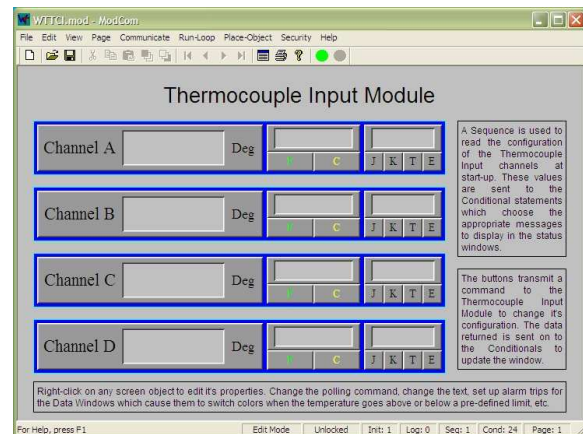 WTTCI.mod - ModCom
File Edit View Page Communicate Run-Loop Place-Object Security Help
Thermocouple Input Module
Channel A Deg C J K T E
Channel B Deg C J K T E
Channel C Deg C J K T E
Channel D Deg C J K T E
A Sequence is used to
read the configuration
of the Thermocouple
Input channels at
start-up. These values
are sent to the
Conditional statements
which choose the
appropriate messages
to display in the status
windows.
The buttons transmit a
command to the
Thermocouple Input
Module to change it's
configuration. The data
returned is sent on to
the Conditionals to
update the window.
Right-click on any screen object to edit it's properties. Change the polling command, change the text, set up alarm trips for
the Data Windows which cause them to switch colors when the temperature goes above or below a pre-defined limit, etc.
For Help, press F1 Edit Mode Unlocked Init: 1 Log: 0 Seq: 1 Cond: 24 Page: 1